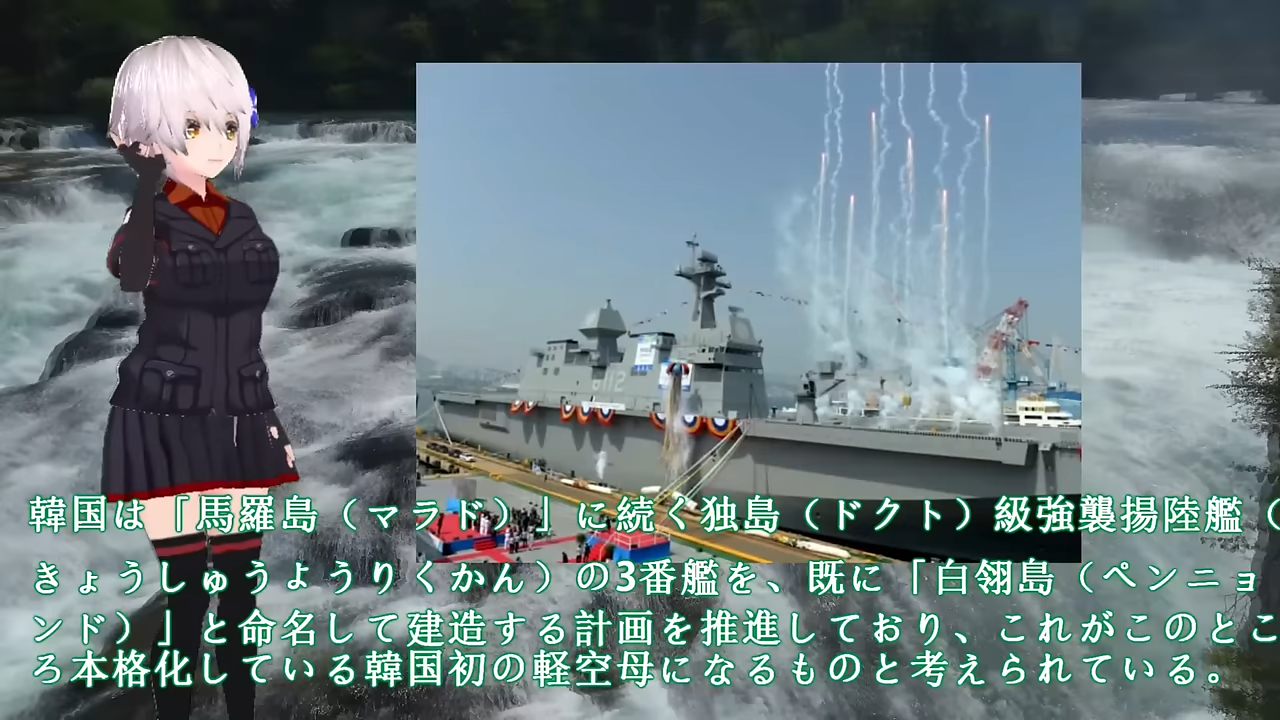 6112
韓国は「馬羅島（マラド）」に続く独島（ドクト）級強襲揚陸艦（
きょうしゅうようりくかん）の3番艦を、既に「白翎島（ペンニョ
ンド）」と命名して建造する計画を推進しており、これがこのとこ
ろ本格化している韓国初の軽空母になるものと考えられている。